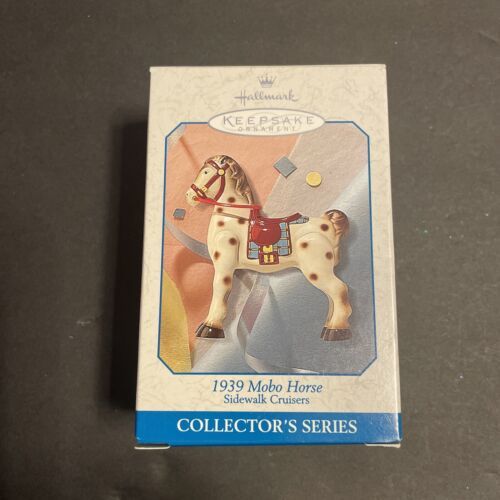 Hallmark
KEEPSAKE
ORNAMENT
1939 Mobo Horse
Sidewalk Cruisers
COLLECTOR'S SERIES